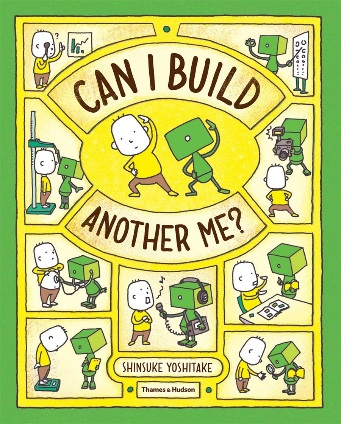 CAN I BUILD
ANOTHER ME?
SHINSUKE YOSHITAKE
Thames & Hudson